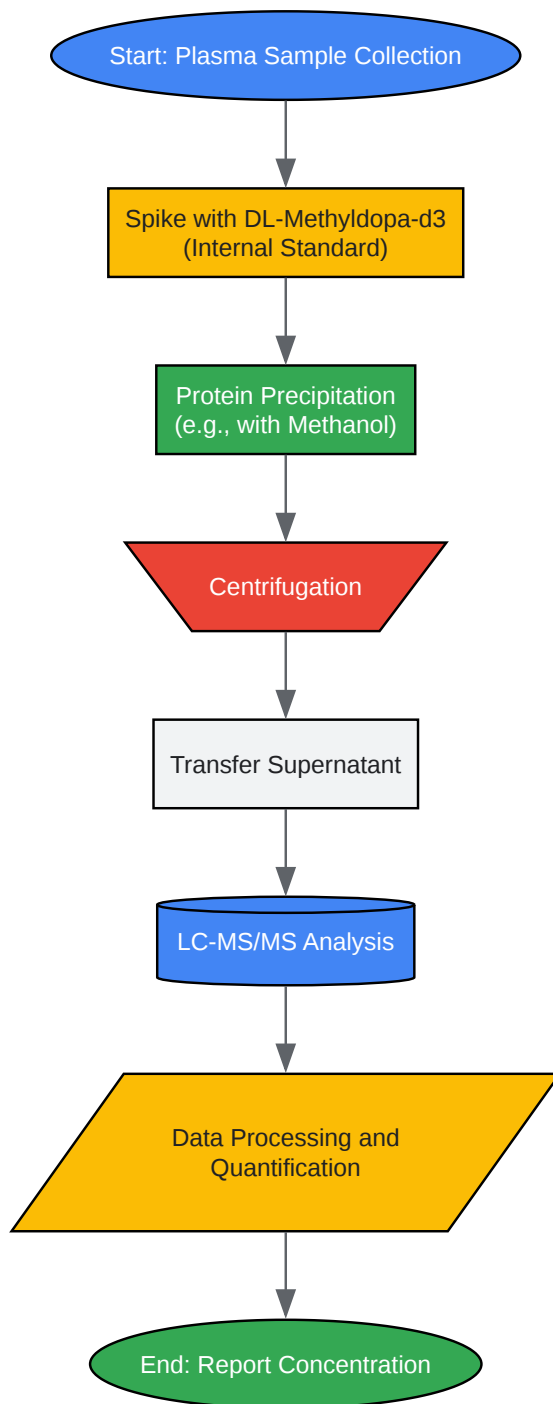 Start: Plasma Sample Collection
Spike with DL-Methyldopa-d3
(Internal Standard)
Protein Precipitation
(e.g., with Methanol)
Centrifugation
Transfer Supernatant
LC-MS/MS Analysis
Data Processing and
Quantification
End: Report Concentration